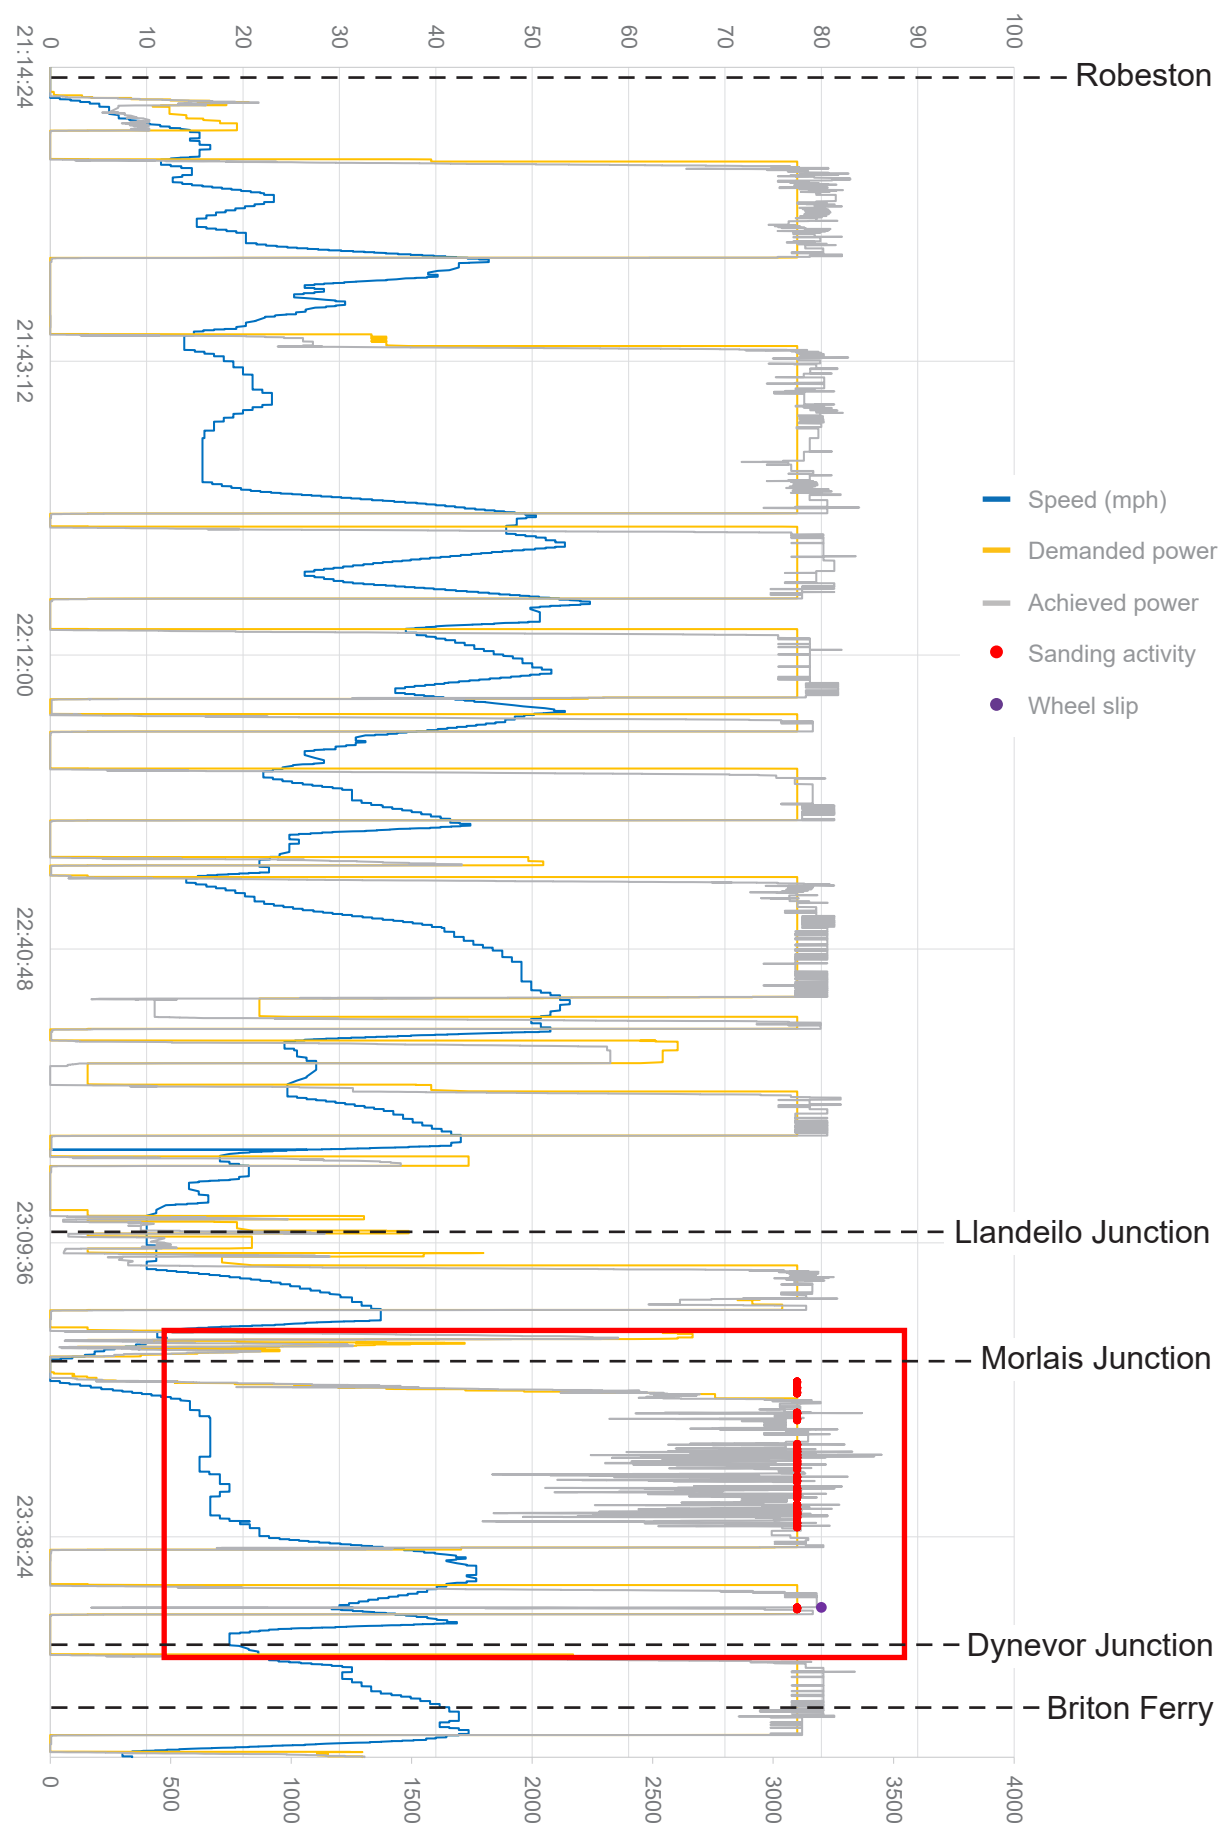 0 10 20 30 40 50 60 70 80 90 100
21:14:24
Robeston
21:43:12
Speed (mph)
Demanded power
Achieved power
22:12:00
Sanding activity
Wheel slip
22:40:48
23:09:36
Llandeilo Junction
Morlais Junction
23:38:24
Dynevor Junction
Briton Ferry
0 500 1000 1500 2000 2500 3000 3500 4000